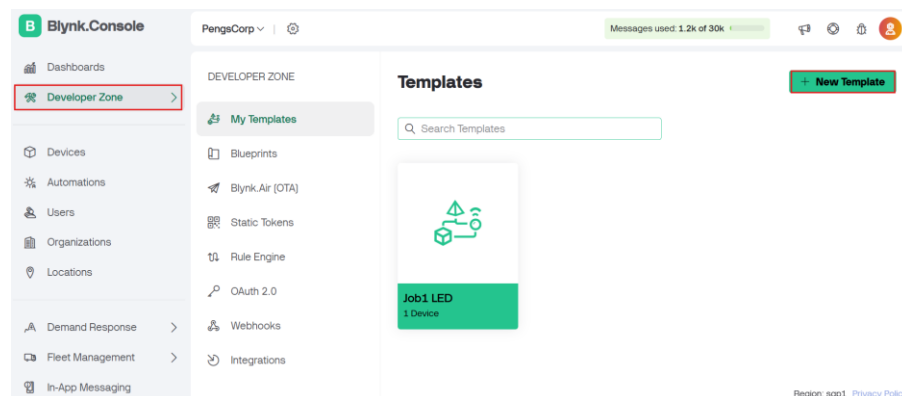 B Blynk.Console
PengsCorp
Messages used: 1.2k of 30k
Dashboards
Developer Zone
Devices
Automations
Users
Organizations
Locations
Demand Response
Fleet Management
In-App Messaging
DEVELOPER ZONE
My Templates
Blueprints
Blynk.Air (OTA)
Static Tokens
Rule Engine
OAuth 2.0
Webhooks
Integrations
Templates
+ New Template
Search Templates
Job1 LED
1 Device
Region: sgp1 Privacy Polic